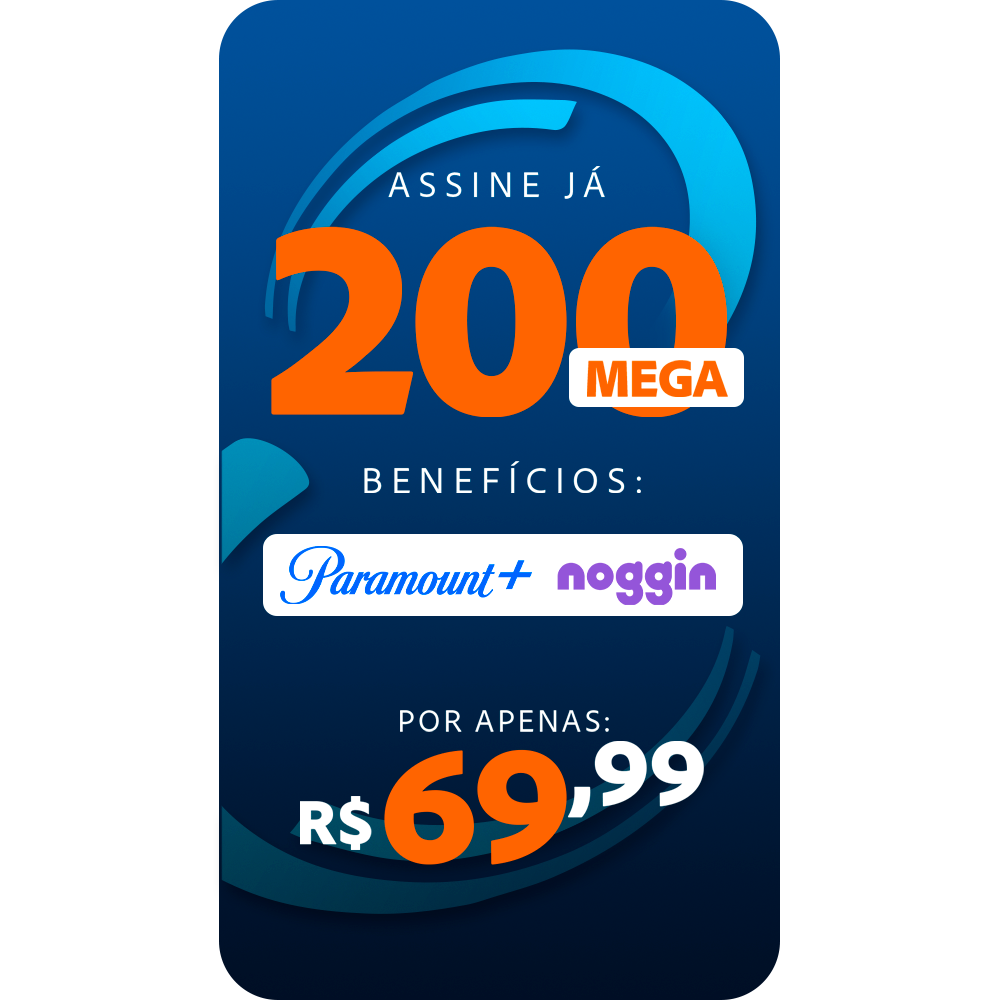 ASSINE JÁ
200
MEGA
BENEFÍCIOS:
Paramount+ noggin
POR APENAS:
R$ 69,99